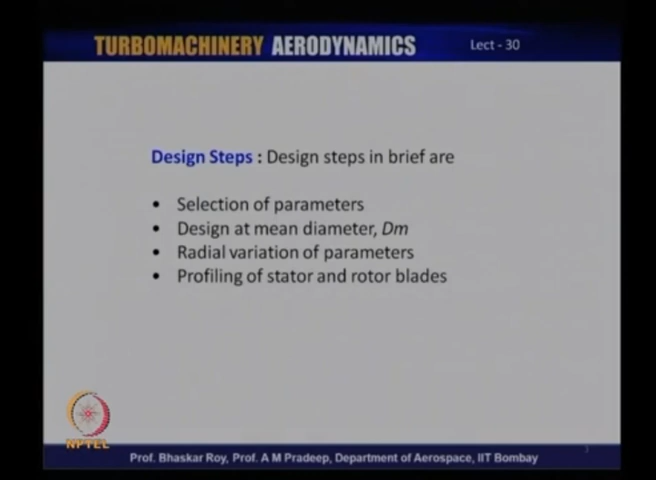 TURBOMACHINERY AERODYNAMICS Lect - 30
Design Steps : Design steps in brief are
• Selection of parameters
• Design at mean diameter, Dm
• Radial variation of parameters
• Profiling of stator and rotor blades
NPTEL
3
Prof. Bhaskar Roy, Prof. A M Pradeep, Department of Aerospace, IIT Bombay